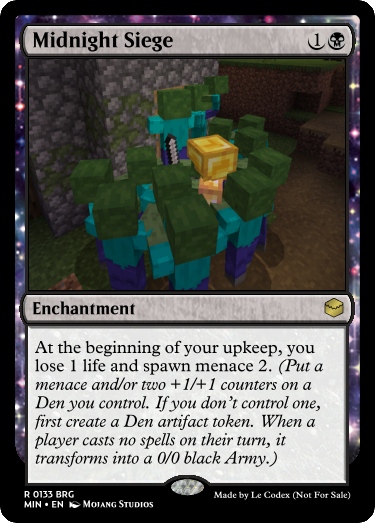 Midnight Siege 1
Enchantment
At the beginning of your upkeep, you
lose 1 life and spawn menace 2. (Put a
menace and/or two +1/+1 counters on a
Den you control. If you don't control one,
first create a Den artifact token. When a
player casts no spells on their turn, it
transforms into a 0/0 black Army.)
R 0133 BRG
MIN • EN Mojang Studios
Made by Le Codex (Not For Sale)